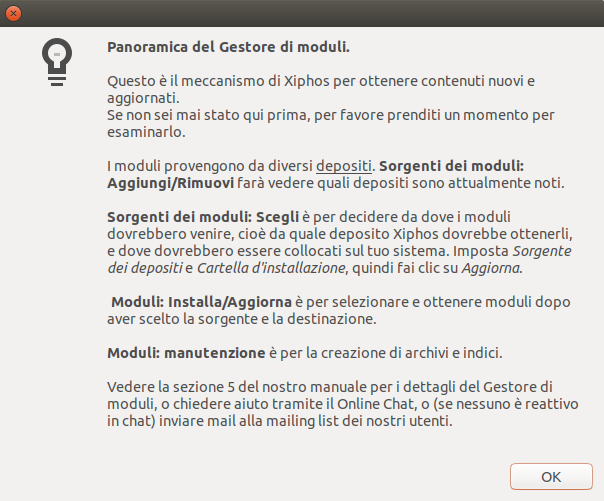 Panoramica del Gestore di moduli.
Questo è il meccanismo di Xiphos per ottenere contenuti nuovi e
aggiornati.
Se non sei mai stato qui prima, per favore prenditi un momento per
esaminarlo.
I moduli provengono da diversi depositi. Sorgenti dei moduli:
Aggiungi/Rimuovi farà vedere quali depositi sono attualmente noti.
Sorgenti dei moduli: Scegli è per decidere da dove i moduli
dovrebbero venire, cioè da quale deposito Xiphos dovrebbe ottenerli,
e dove dovrebbero essere collocati sul tuo sistema. Imposta Sorgente
dei depositi e Cartella d'installazione, quindi fai clic su Aggiorna.
Moduli: Installa/Aggiorna è per selezionare e ottenere moduli dopo
aver scelto la sorgente e la destinazione.
Moduli: manutenzione è per la creazione di archivi e indici.
Vedere la sezione 5 del nostro manuale per i dettagli del Gestore di
moduli, o chiedere aiuto tramite il Online Chat, o (se nessuno è reattivo
in chat) inviare mail alla mailing list dei nostri utenti.
OK